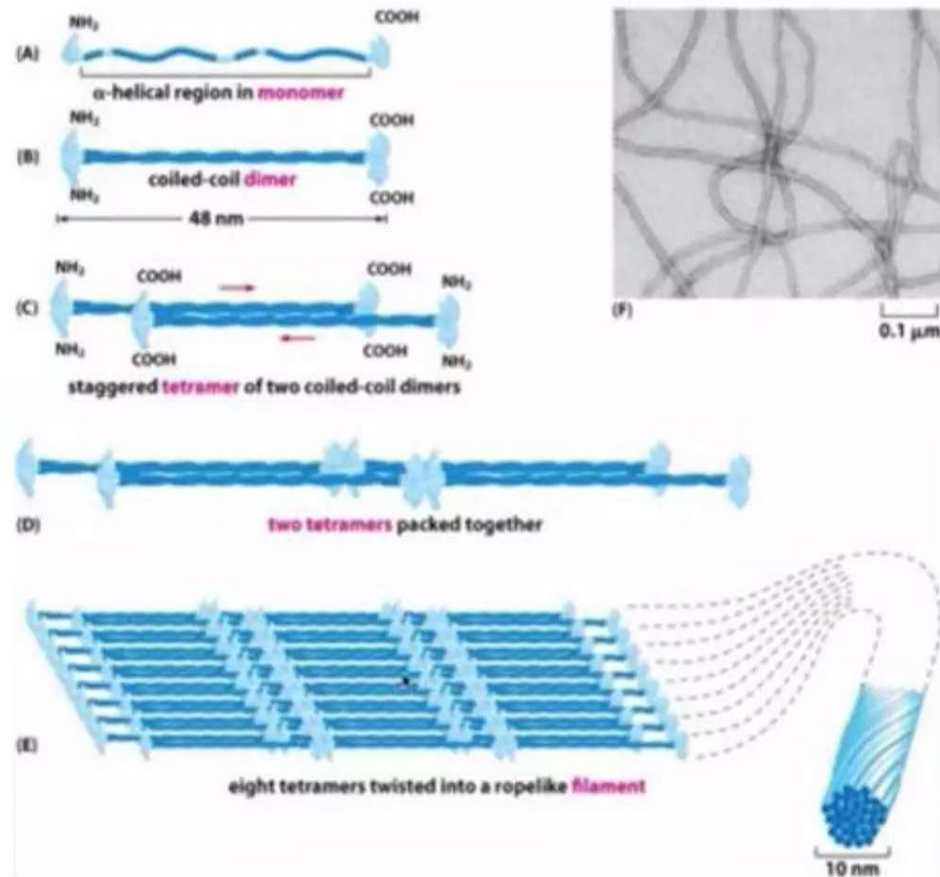 NH₂
COOH
(A)
α-helical region in monomer
NH₂
COOH
(B)
coiled-coil dimer
NH₂
COOH
48 nm
NH₂
COOH
COOH
NH₂
(C)
NH₂
COOH
COOH
NH₂
staggered tetramer of two coiled-coil dimers
(D)
two tetramers packed together
(E)
eight tetramers twisted into a ropelike filament
10 nm
(F)
0.1 μm